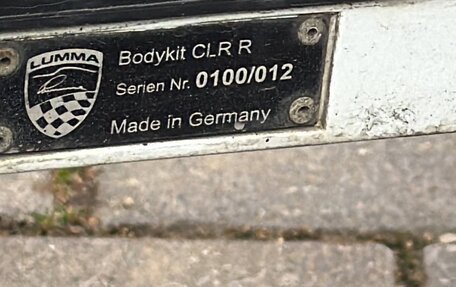 LUMMA
Bodykit CLR R
Serien Nr. 0100/012
Made in Germany